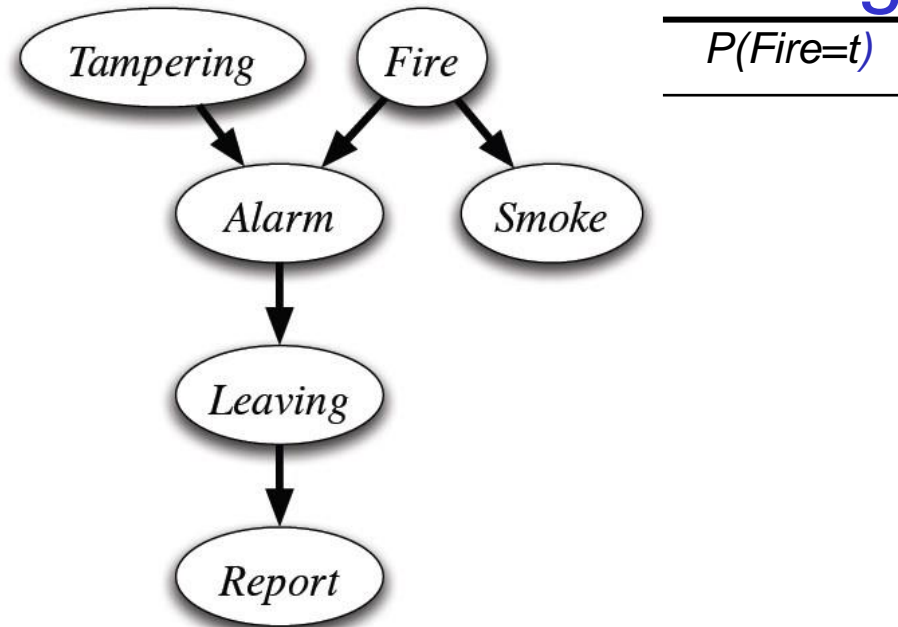 Tampering
Fire
P(Fire=t)
Alarm
Smoke
Leaving
Report